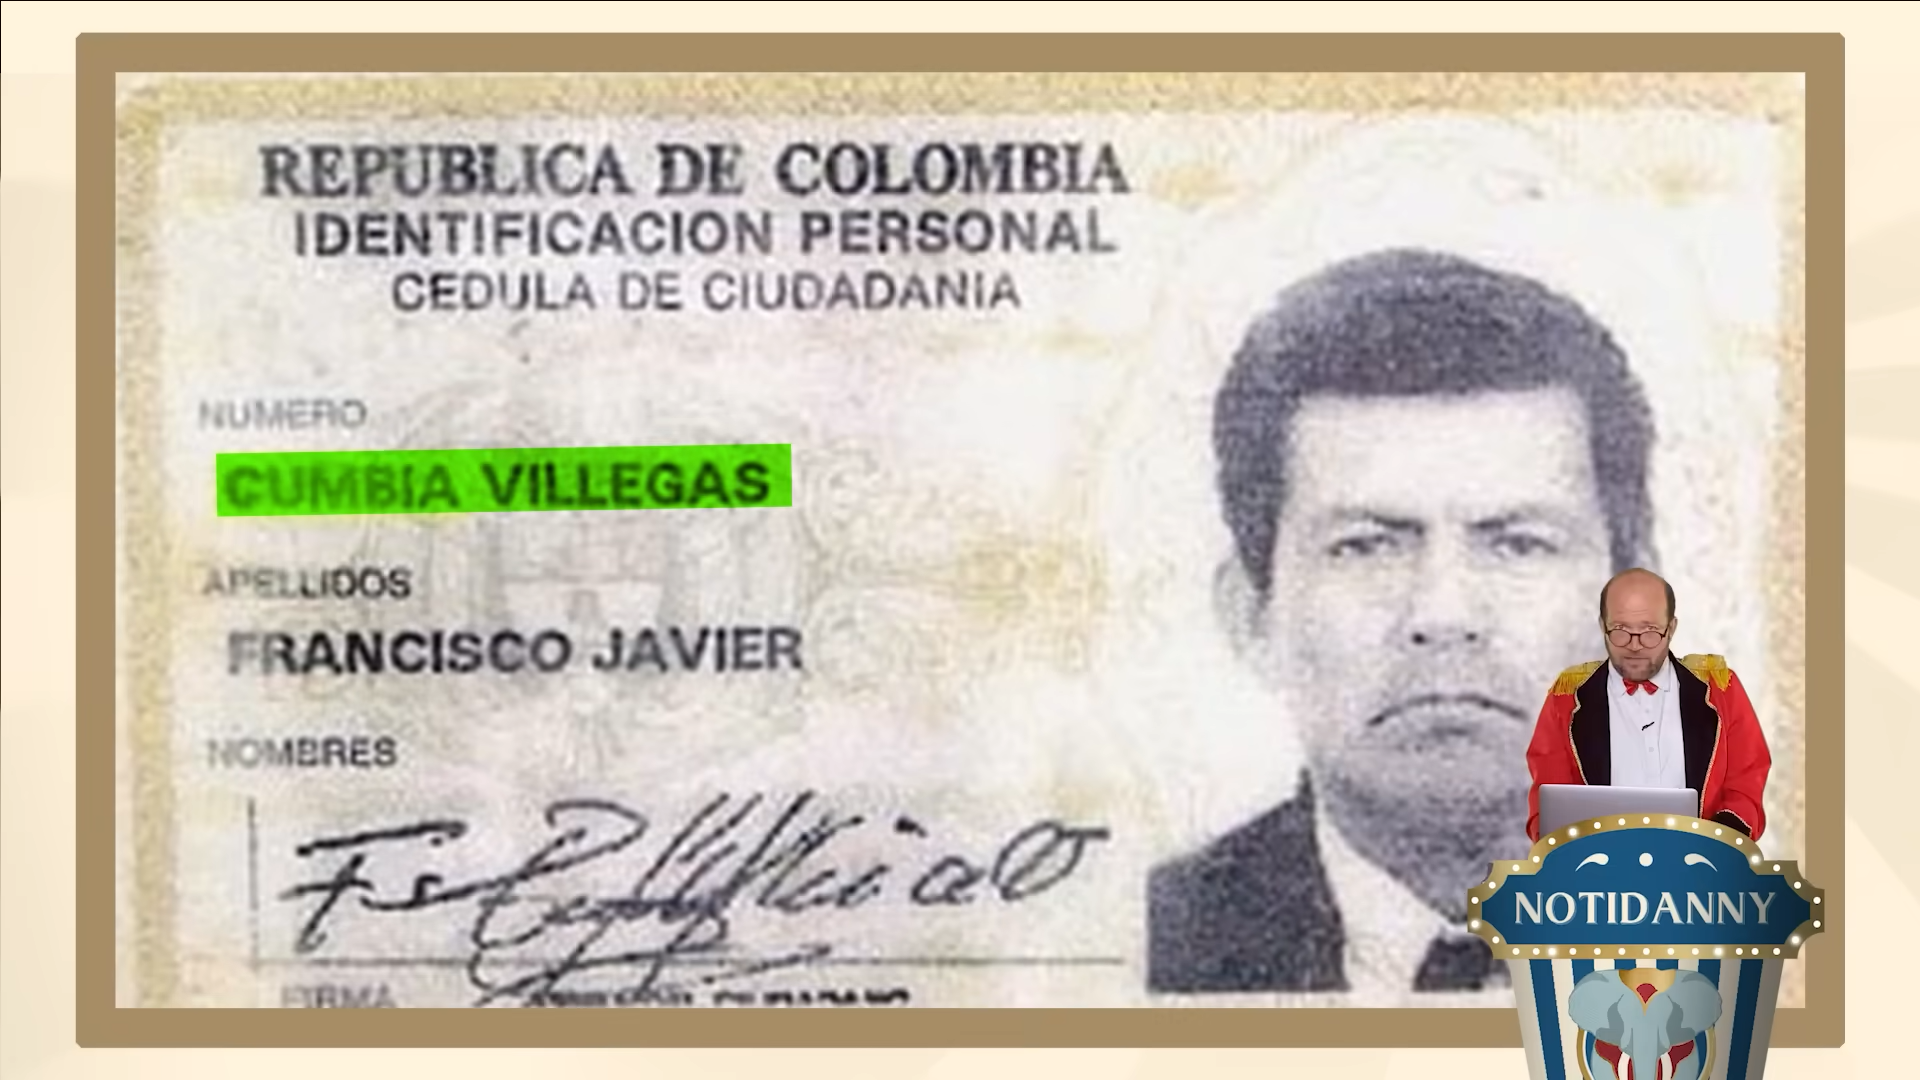 REPUBLICA DE COLOMBIA
IDENTIFICACION PERSONAL
CEDULA DE CIUDADANIA
NUMERO
CUMBIA VILLEGAS
APELLIDOS
FRANCISCO JAVIER
NOMBRES
FIRMA
NOTIDANNY